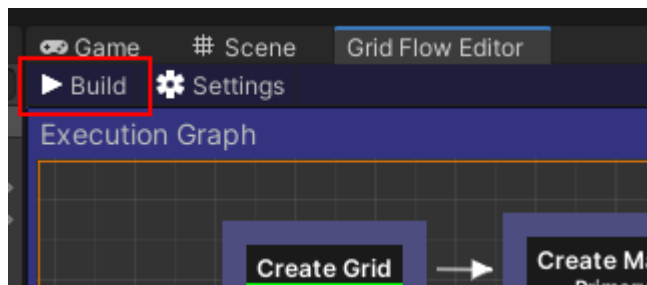 Game # Scene Grid Flow Editor
Build Settings
Execution Graph
Create Grid Create Ma